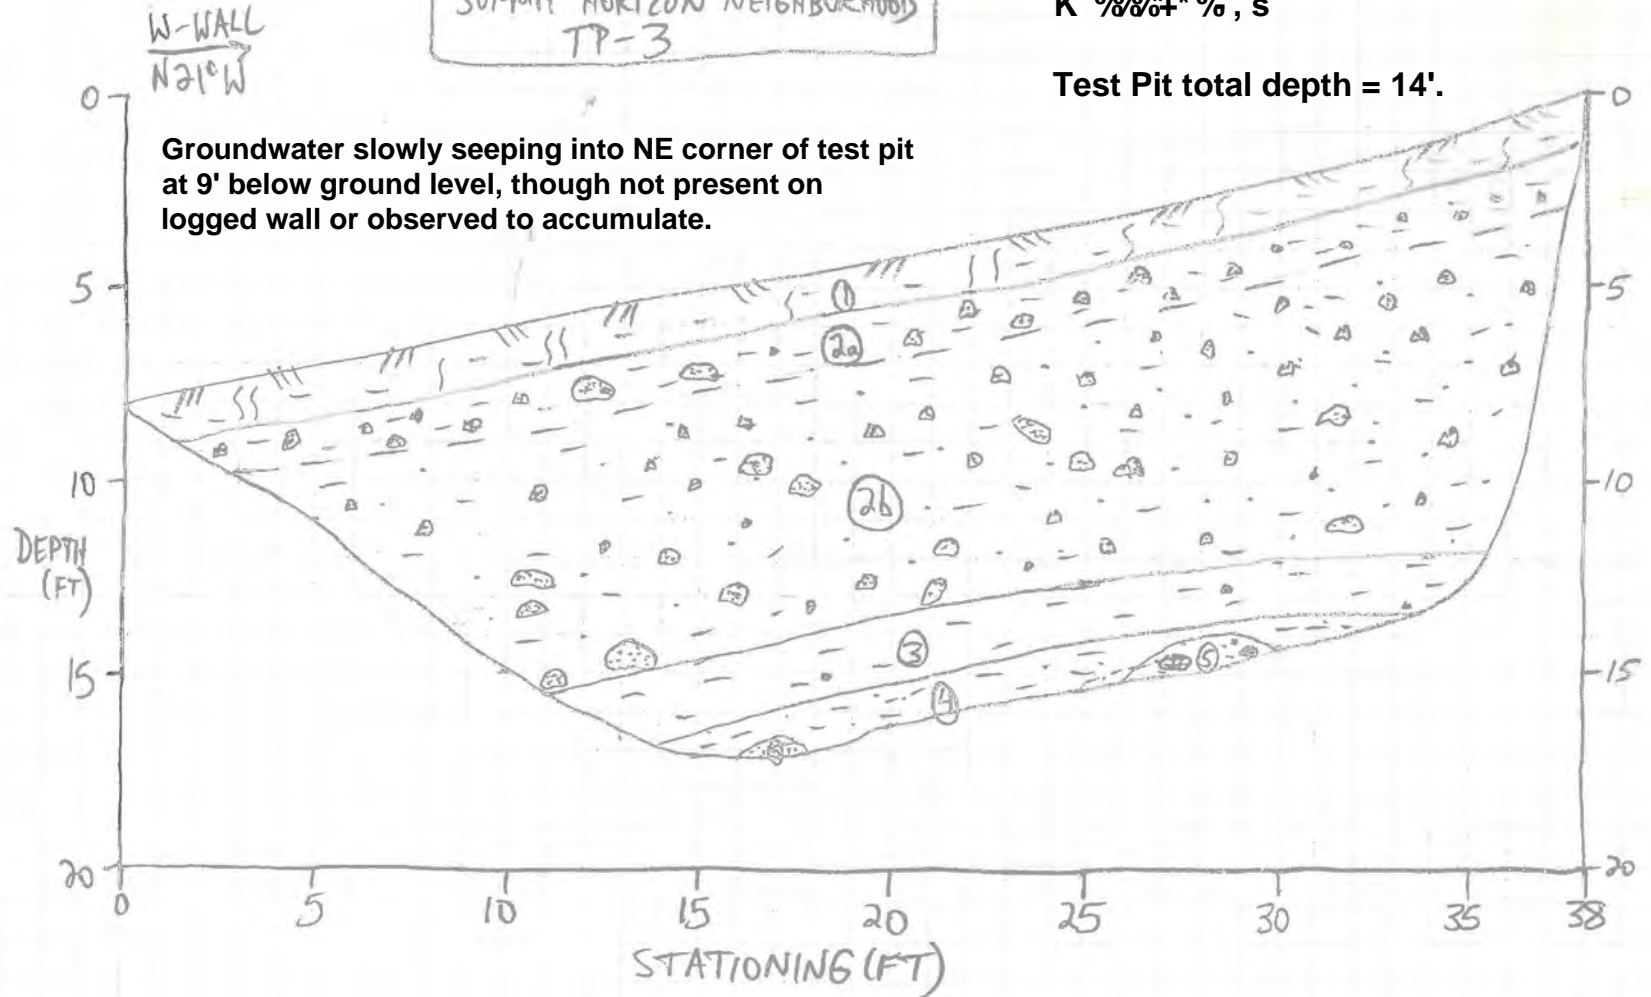 SUMMIT HORIZON NEIGHBORHOOD
TP-3
W-WALL
N21°W
Test Pit total depth = 14'.
Groundwater slowly seeping into NE corner of test pit
at 9' below ground level, though not present on
logged wall or observed to accumulate.
0
5
10
15
20
DEPTH
(FT)
0
5
10
15
20
1
2a
2b
3
4
5
5
0 5 10 15 20 25 30 35 38
STATIONING (FT)